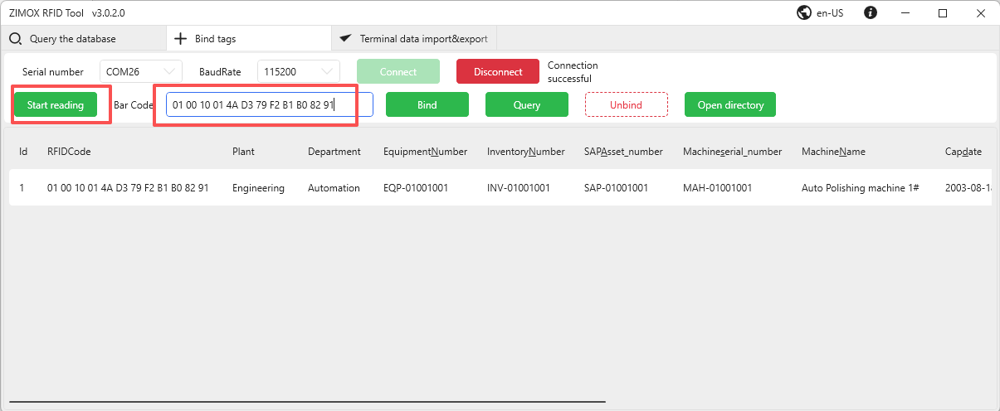 ZIMOX RFID Tool v3.0.2.0 en-US
Query the database Bind tags Terminal data import&export
Serial number COM26 BaudRate 115200 Connect Disconnect Connection
successful
Start reading Bar Code 01 00 10 01 4A D3 79 F2 B1 B0 82 91 Bind Query Unbind Open directory
Id RFIDCode Plant Department EquipmentNumber InventoryNumber SAPAsset_number Machineserial_number MachineName Capdate
1 01 00 10 01 4A D3 79 F2 B1 B0 82 91 Engineering Automation EQP-01001001 INV-01001001 SAP-01001001 MAH-01001001 Auto Polishing machine 1# 2003-08-18